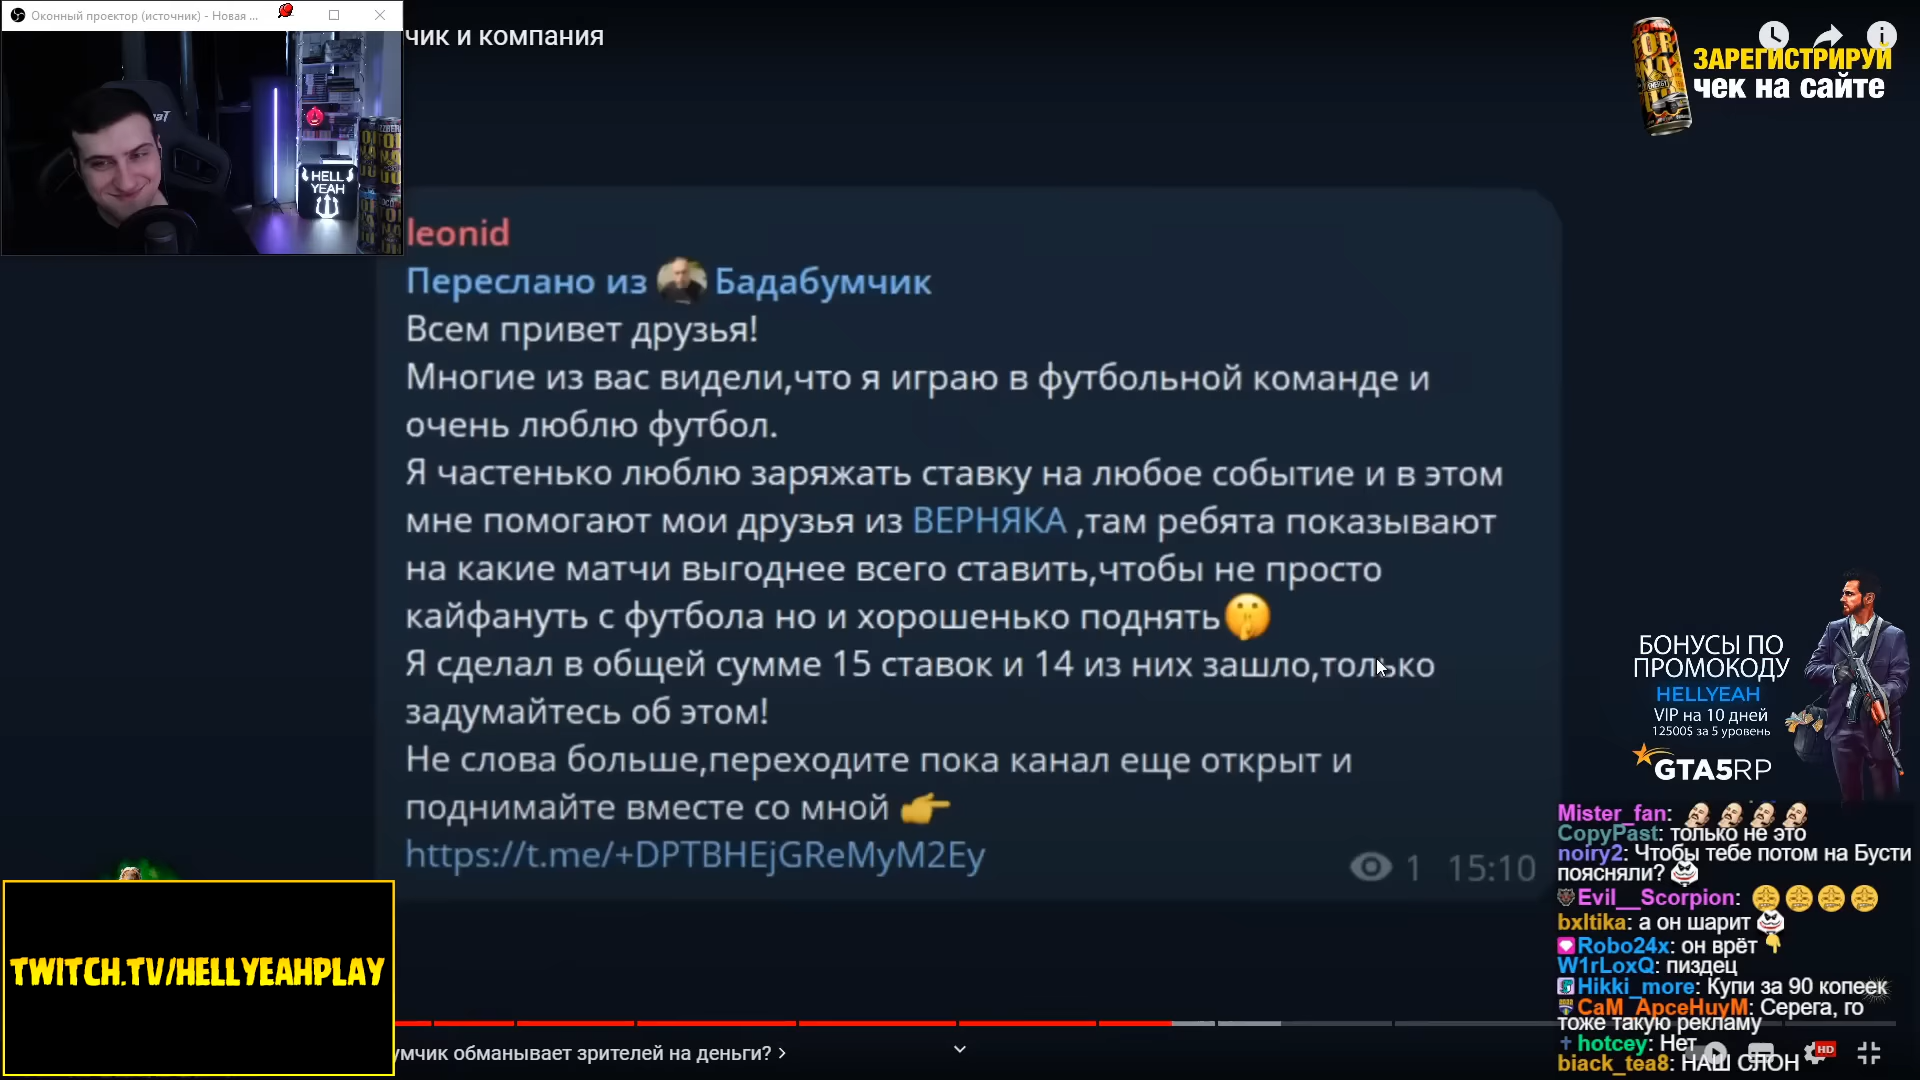 Оконный проектор (источник) - Новая ...
чик и компания
ЗАРЕГИСТРИРУЙ
чек на сайте
HELL
YEAH
leonid
Переслано из Бадабумчик
Всем привет друзья!
Многие из вас видели,что я играю в футбольной команде и
очень люблю футбол.
Я частенько люблю заряжать ставку на любое событие и в этом
мне помогают мои друзья из ВЕРНЯКА ,там ребята показывают
на какие матчи выгоднее всего ставить,чтобы не просто
кайфануть с футбола но и хорошенько поднять🤫
Я сделал в общей сумме 15 ставок и 14 из них зашло,только
задумайтесь об этом!
Не слова больше,переходите пока канал еще открыт и
поднимайте вместе со мной 👉
https://t.me/+DPTBHEjGReMyM2Ey
1 15:10
БОНУСЫ ПО
ПРОМОКОДУ
HELLYEAH
VIP на 10 дней
12500$ за 5 уровень
GTA5RP
Mister_fan:
CopyPast: только не это
noiry2: Чтобы тебе потом на Бусти
поясняли?
Evil__Scorpion:
bxltika: а он шарит
Robo24x: он врёт👇
W1rLoxQ: пиздец
Hikki_more: Купи за 90 копеек
CaM_ApceHuyM: Серега, го
тоже такую рекламу
hotcey: Нет
biack_tea8: НАШ СЛОН
TWITCH.TV/HELLYEAHPLAY
умчик обманывает зрителей на деньги? >
HD